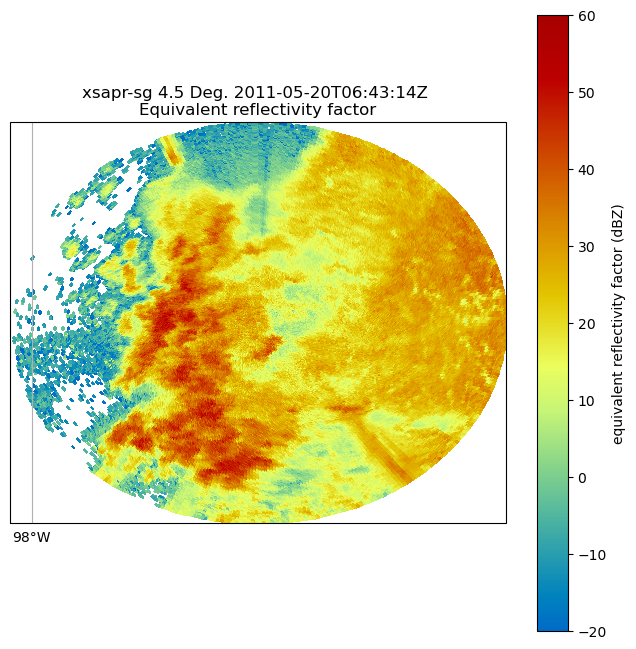 xsapr-sg 4.5 Deg. 2011-05-20T06:43:14Z
Equivalent reflectivity factor
98°W
60
50
40
30
20
10
0
−10
−20
equivalent reflectivity factor (dBZ)